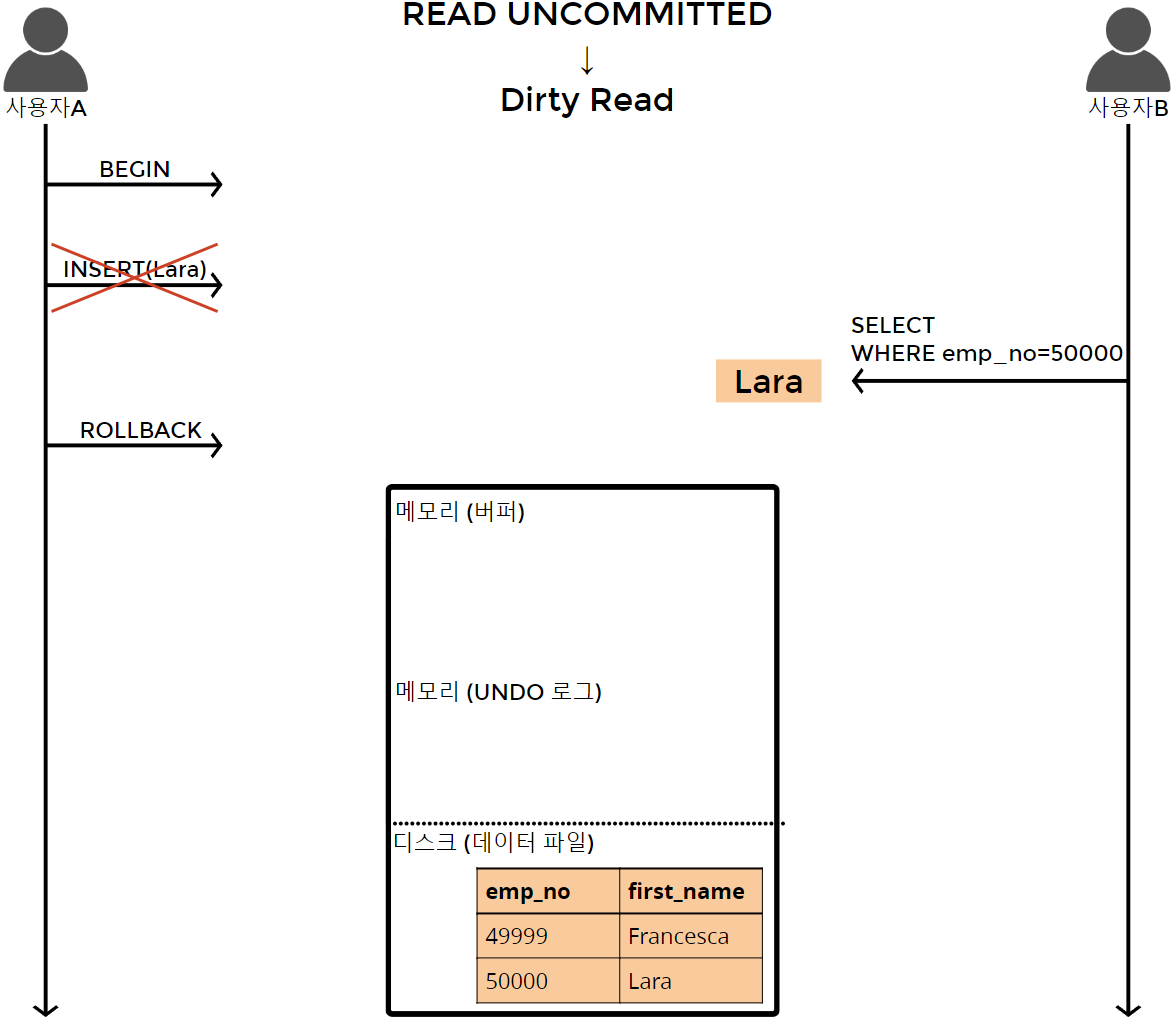 READ UNCOMMITTED
↓
Dirty Read
사용자A
사용자B
BEGIN
INSERT(Lara)
SELECT
WHERE emp_no=50000
Lara
ROLLBACK
메모리 (버퍼)
메모리 (UNDO 로그)
디스크 (데이터 파일)
emp_no first_name
49999 Francesca
50000 Lara